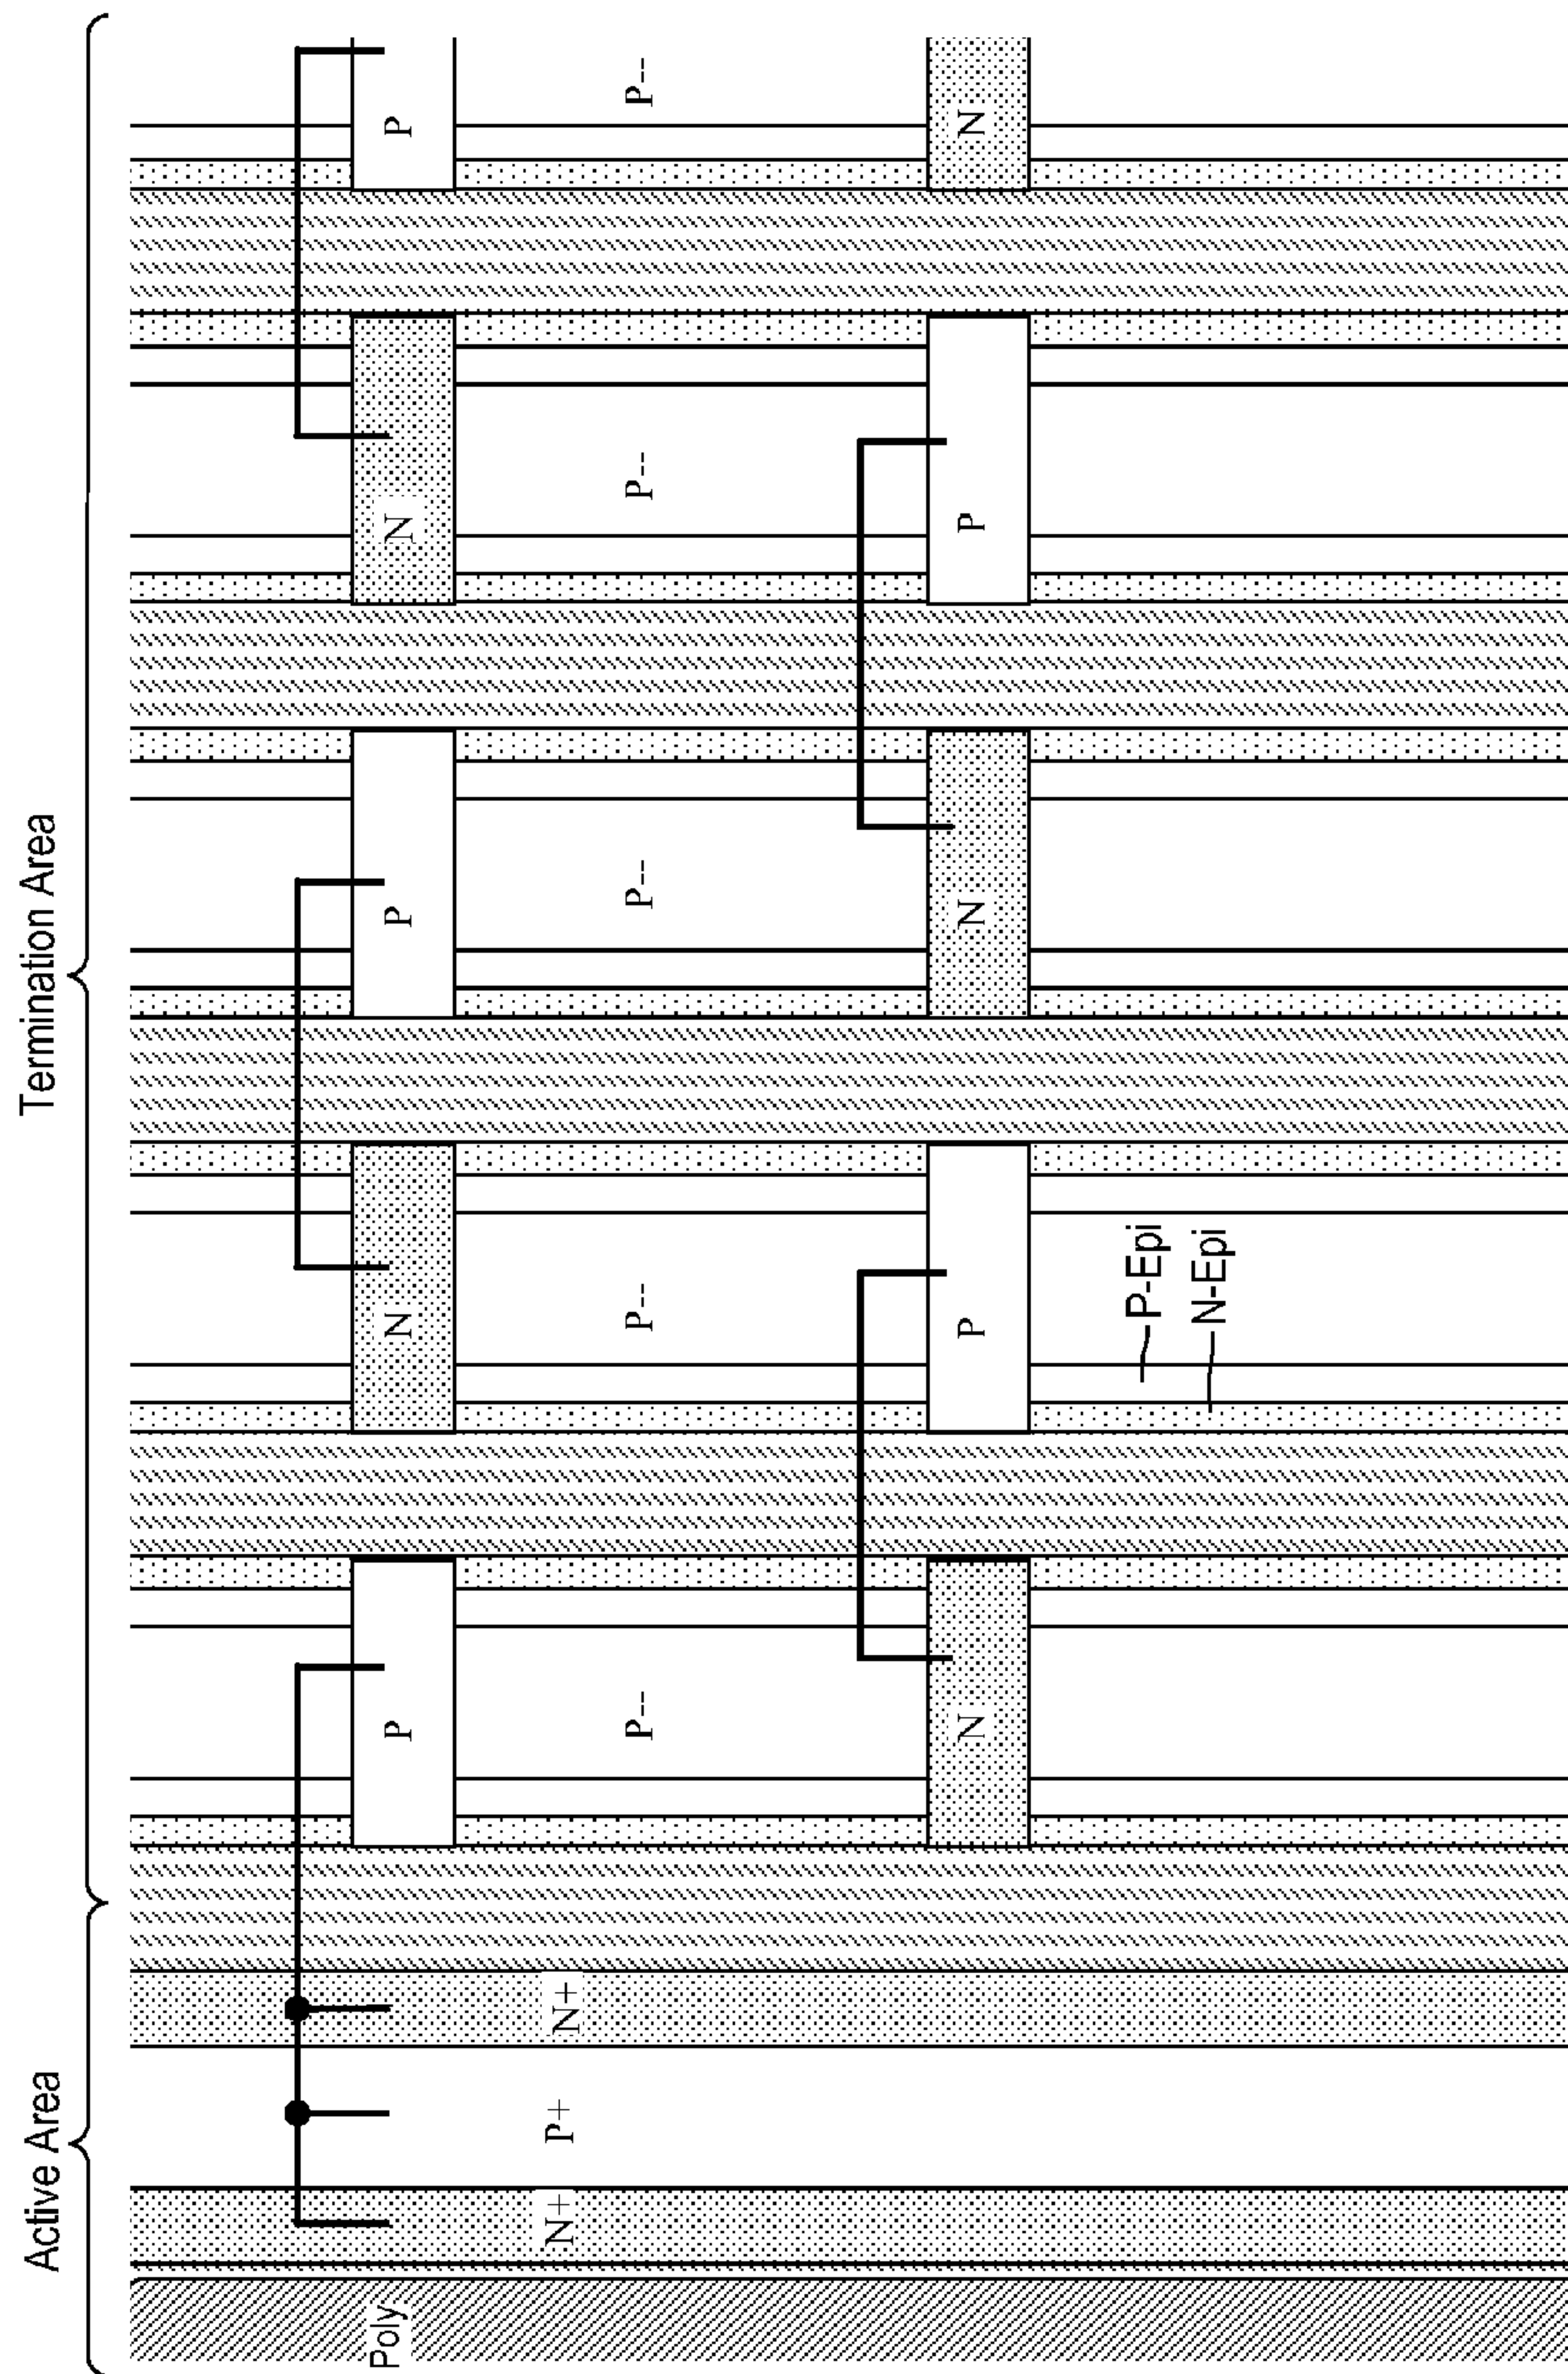 Active Area
Termination Area
Poly
P
N
P
N
P
N+
P+
N+
P--
P--
P--
P--
P--
N
P
N
P
N
P-Epi
N-Epi